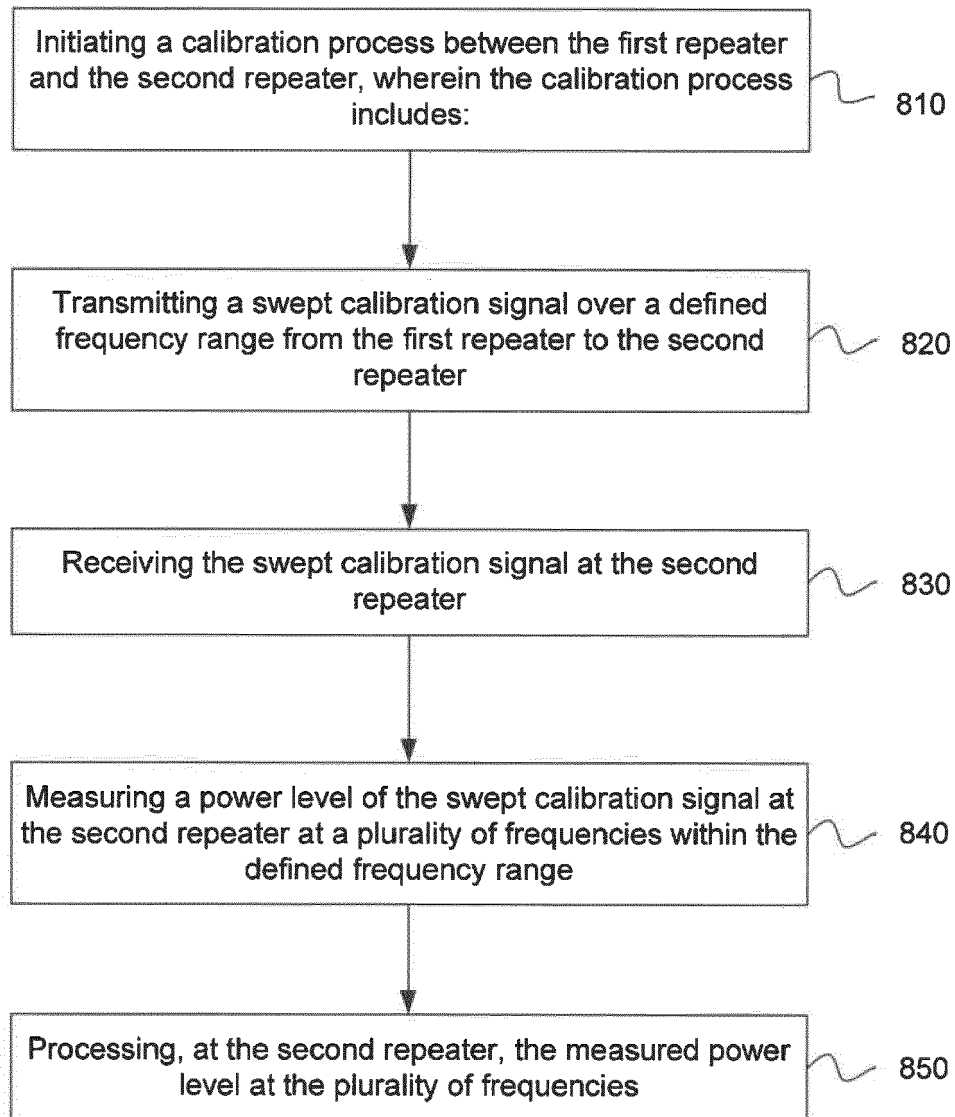 Initiating a calibration process between the first repeater
and the second repeater, wherein the calibration process
includes:
810
Transmitting a swept calibration signal over a defined
frequency range from the first repeater to the second
repeater
820
Receiving the swept calibration signal at the second
repeater
830
Measuring a power level of the swept calibration signal at
the second repeater at a plurality of frequencies within the
defined frequency range
840
Processing, at the second repeater, the measured power
level at the plurality of frequencies
850